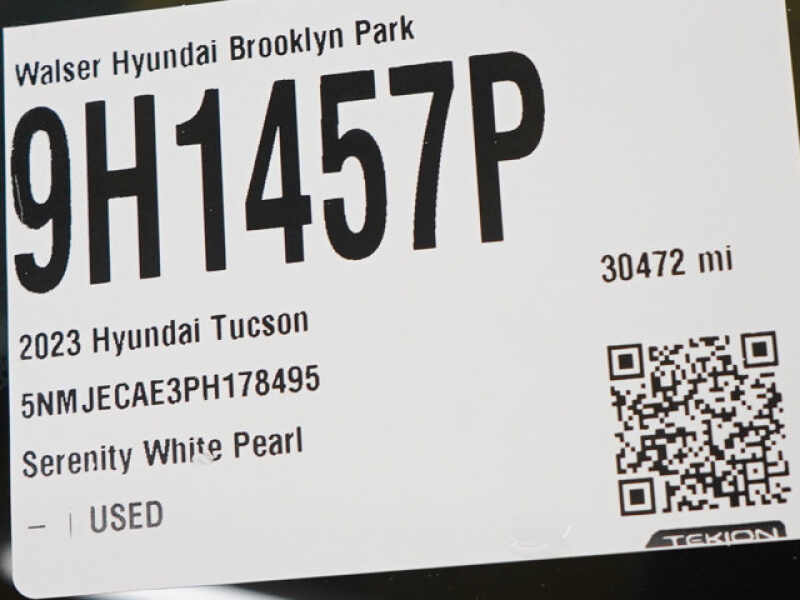 Walser Hyundai Brooklyn Park
9H1457P
30472 mi
2023 Hyundai Tucson
5NMJECAE3PH178495
Serenity White Pearl
– | USED
TEKION